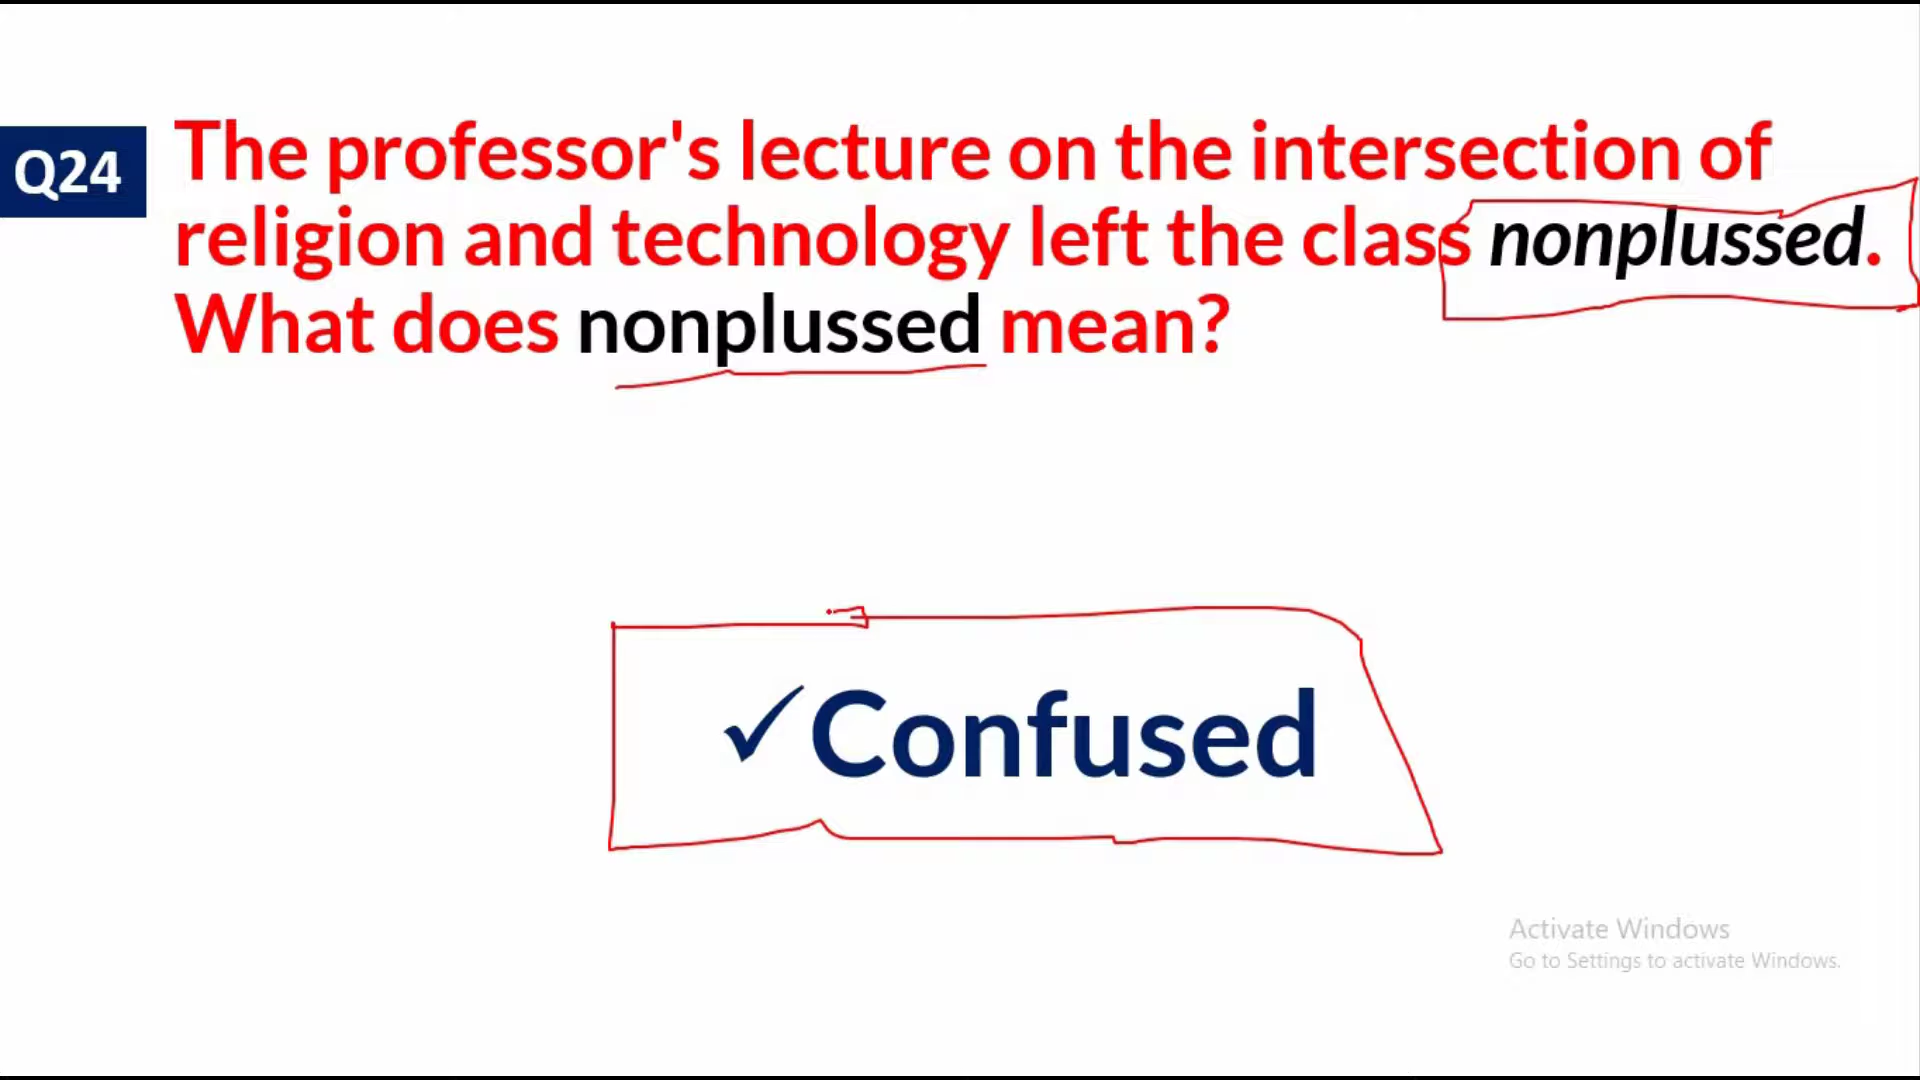 Q24
The professor's lecture on the intersection of
religion and technology left the class nonplussed.
What does nonplussed mean?
✓Confused
Activate Windows
Go to Settings to activate Windows.